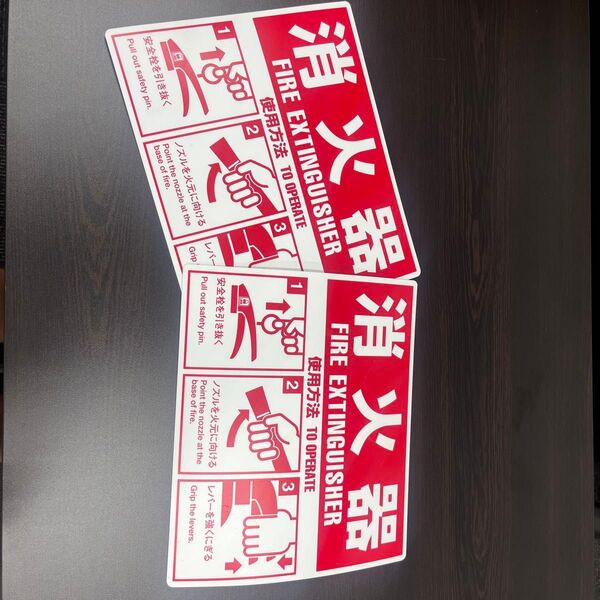 消火器
FIRE EXTINGUISHER
使用方法 TO OPERATE
1
安全栓を引き抜く
Pull out safety pin.
2
ノズルを火元に向ける
Point the nozzle at the
base of fire.
3
レバー
Grip
消火器
FIRE EXTINGUISHER
使用方法 TO OPERATE
1
安全栓を引き抜く
Pull out safety pin.
2
ノズルを火元に向ける
Point the nozzle at the
base of fire.
3
レバーを強くにぎる
Grip the levers.